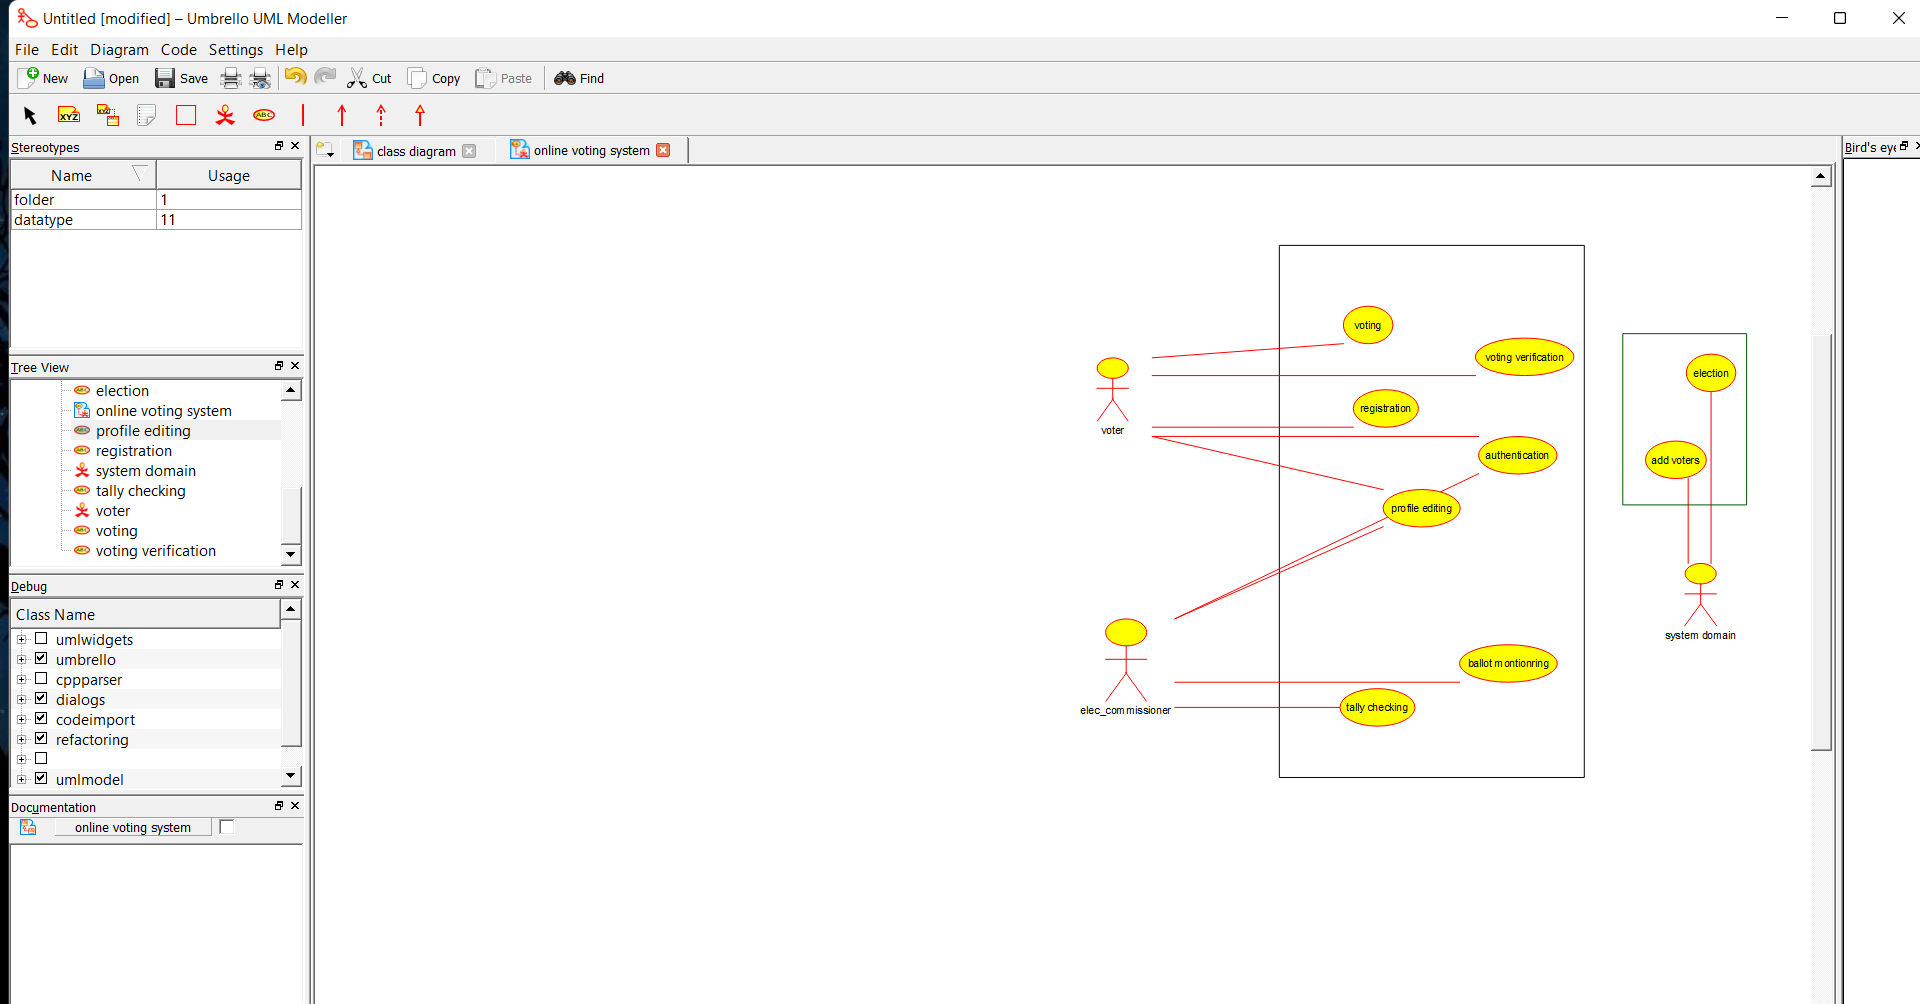 Untitled [modified] – Umbrello UML Modeller
File Edit Diagram Code Settings Help
New Open Save Cut Copy Paste Find
XYZ XYZ ABC
Stereotypes
Name Usage
folder 1
datatype 11
Tree View
election
online voting system
profile editing
registration
system domain
tally checking
voter
voting
voting verification
Debug
Class Name
umlwidgets
umbrello
cppparser
dialogs
codeimport
refactoring
umlmodel
Documentation
online voting system
class diagram
online voting system
voting
voting verification
registration
voter
authentication
profile editing
election
add voters
system domain
ballot montionring
elec_commissioner
tally checking
Bird's eye